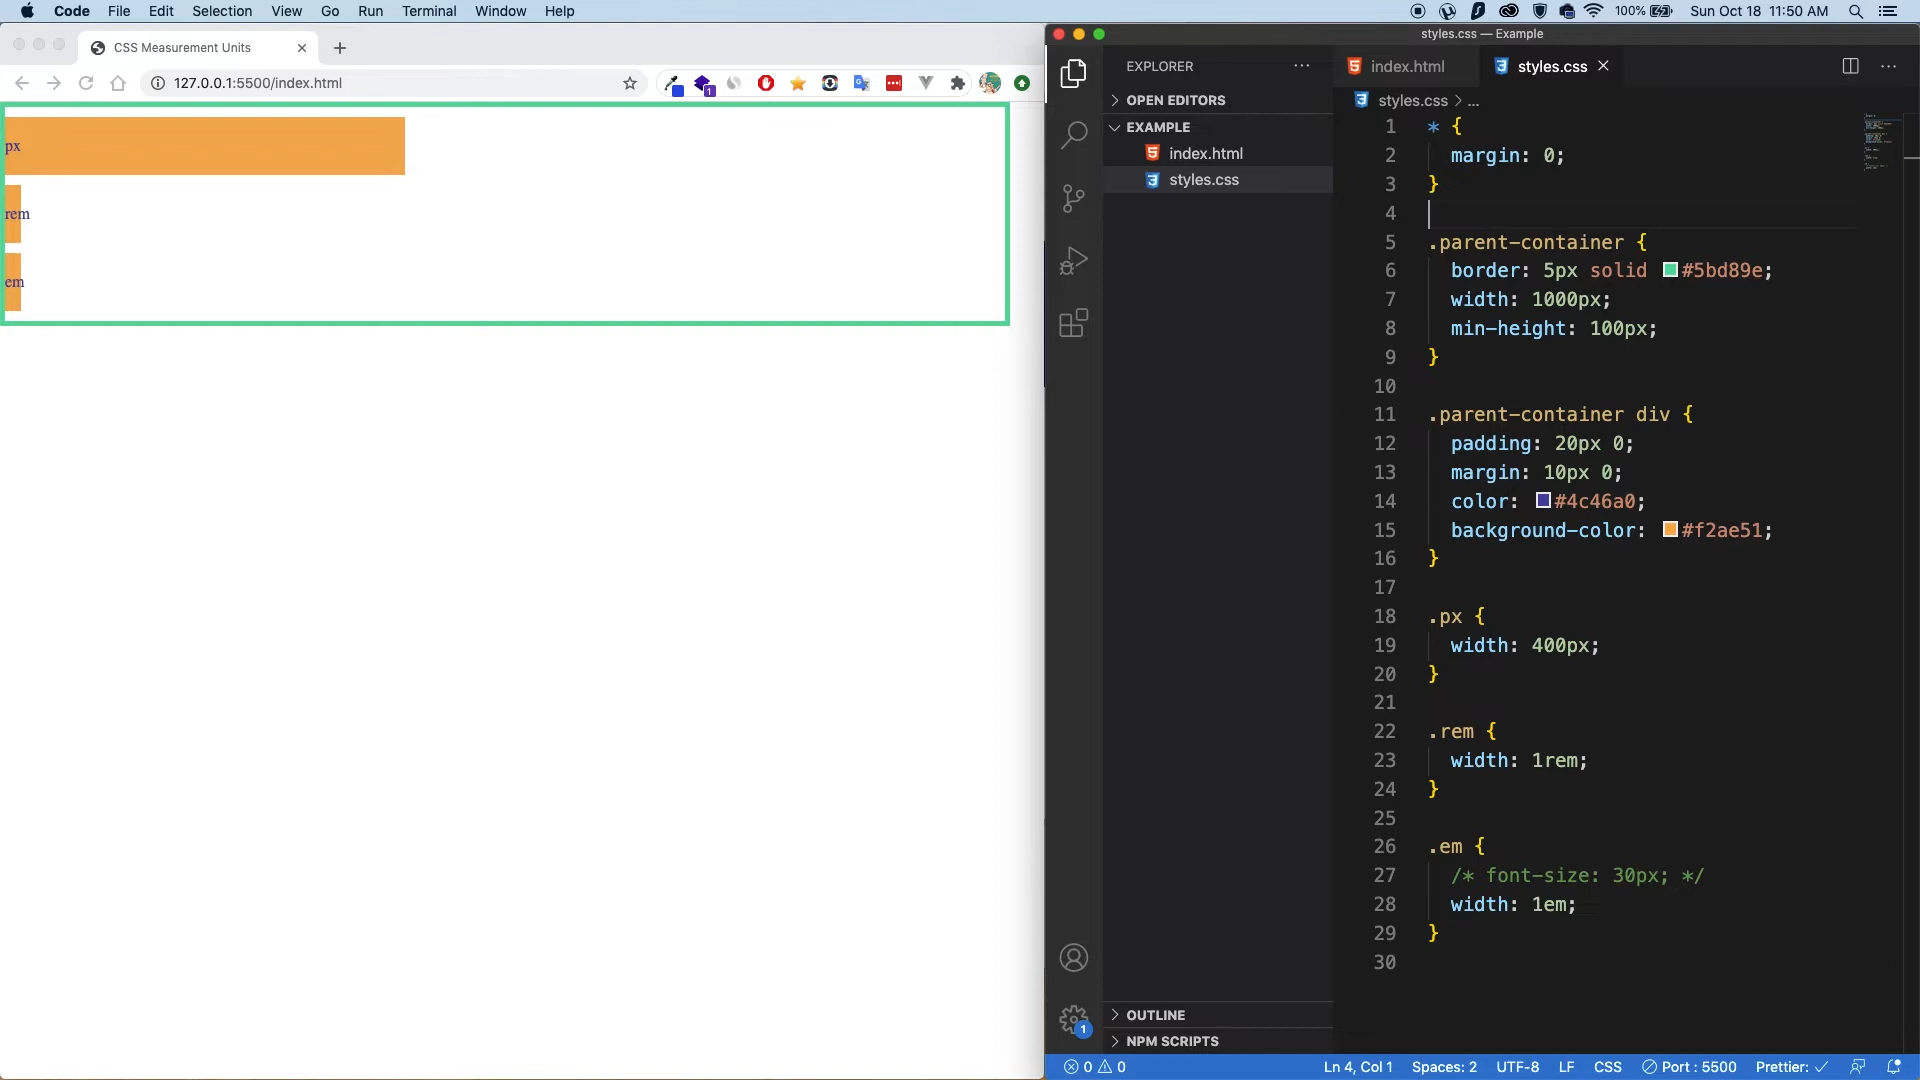 Code File Edit Selection View Go Run Terminal Window Help
100% Sun Oct 18 11:50 AM
CSS Measurement Units
127.0.0.1:5500/index.html
1
px
rem
em
styles.css — Example
EXPLORER
OPEN EDITORS
EXAMPLE
index.html
styles.css
OUTLINE
NPM SCRIPTS
1
index.html styles.css
styles.css > ...
1 * {
2 margin: 0;
3 }
4
5 .parent-container {
6 border: 5px solid #5bd89e;
7 width: 1000px;
8 min-height: 100px;
9 }
10
11 .parent-container div {
12 padding: 20px 0;
13 margin: 10px 0;
14 color: #4c46a0;
15 background-color: #f2ae51;
16 }
17
18 .px {
19 width: 400px;
20 }
21
22 .rem {
23 width: 1rem;
24 }
25
26 .em {
27 /* font-size: 30px; */
28 width: 1em;
29 }
30
0 0 Ln 4, Col 1 Spaces: 2 UTF-8 LF CSS Port : 5500 Prettier: ✓